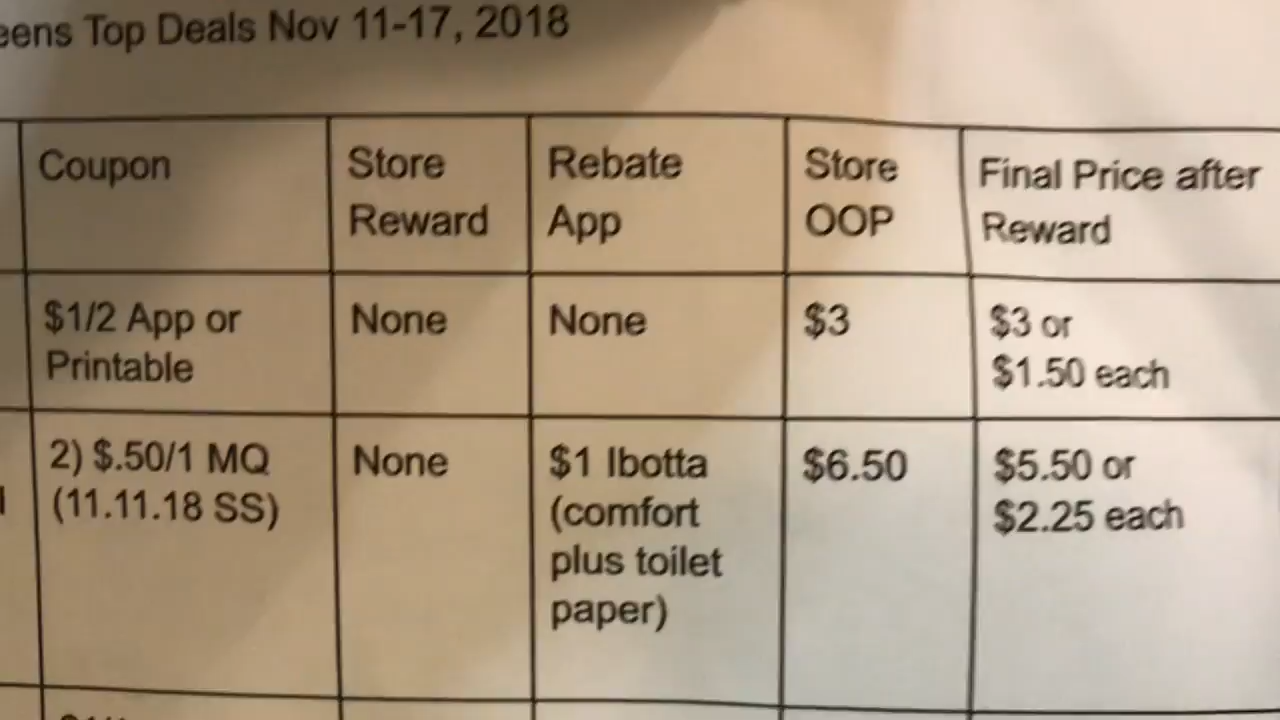 Top Deals Nov 11-17, 2018
Coupon
Store
Reward
Rebate
App
Store
OOP
Final Price after
Reward
$1/2 App or
Printable
None
None
$3
$3 or
$1.50 each
2) $.50/1 MQ
(11.11.18 SS)
None
$1 Ibotta
(comfort
plus toilet
paper)
$6.50
$5.50 or
$2.25 each